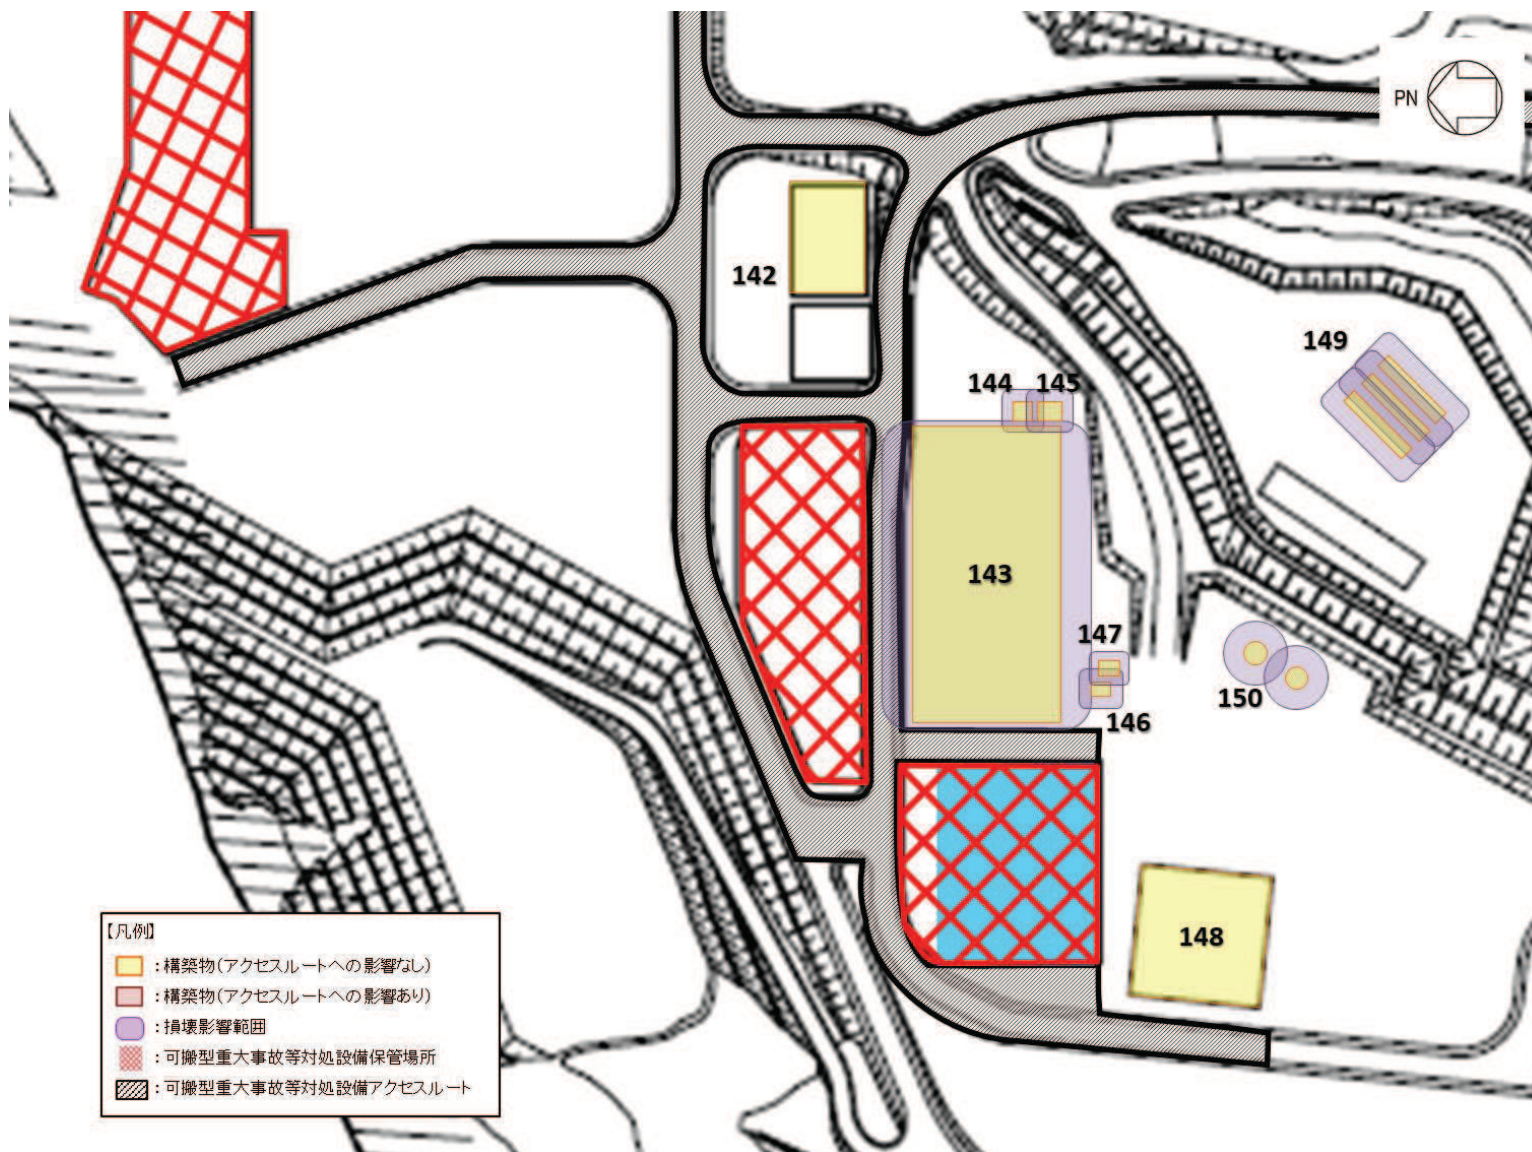 PN
142
149
144 145
143
147
150
146
148
【凡例】
：構築物(アクセスルートへの影響なし)
：構築物(アクセスルートへの影響あり)
：損壊影響範囲
：可搬型重大事故等対処設備保管場所
：可搬型重大事故等対処設備アクセスルート